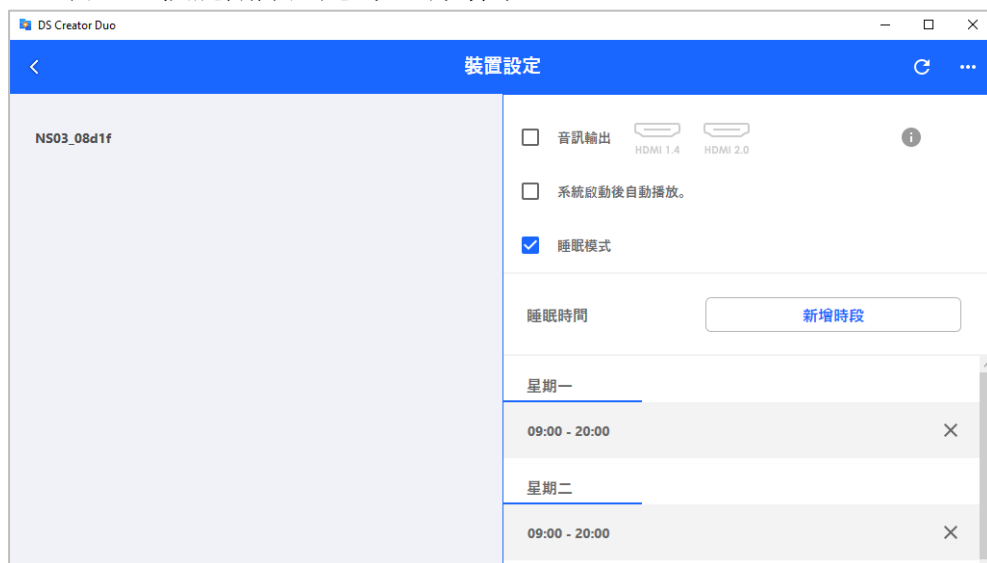 DS Creator Duo
裝置設定
NS03_08d1f
音訊輸出 HDMI 1.4 HDMI 2.0
系統啟動後自動播放。
睡眠模式
睡眠時間 新增時段
星期一
09:00 - 20:00
星期二
09:00 - 20:00